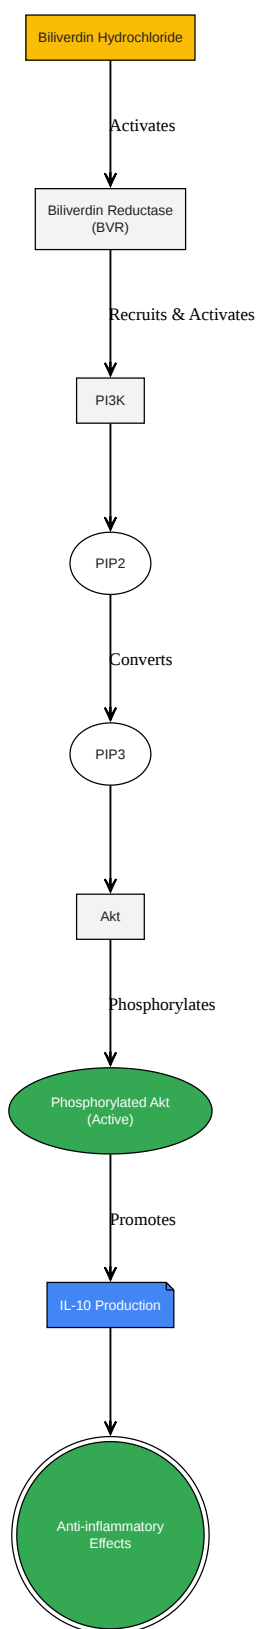 Biliverdin Hydrochloride
Activates
Biliverdin Reductase
(BVR)
Recruits & Activates
PI3K
PIP2
Converts
PIP3
Akt
Phosphorylates
Phosphorylated Akt
(Active)
Promotes
IL-10 Production
Anti-inflammatory
Effects